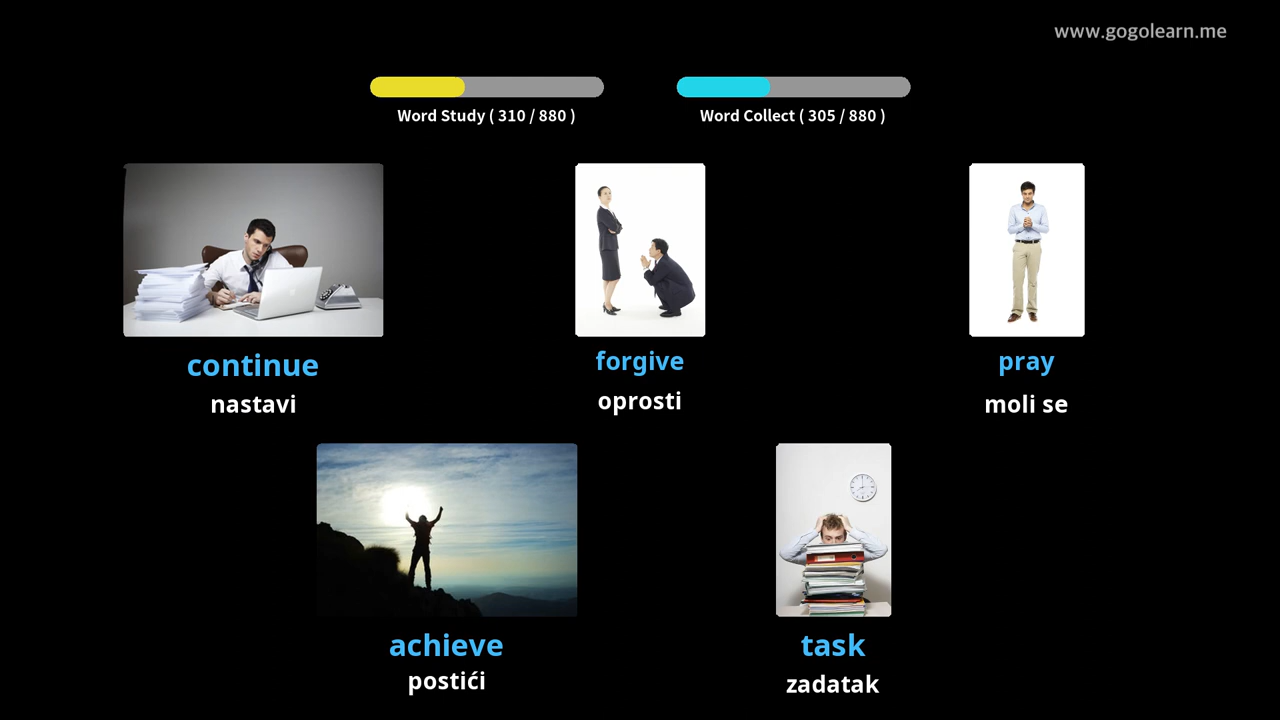 www.gogolearn.me
Word Study ( 310 / 880 )
Word Collect ( 305 / 880 )
continue
nastavi
forgive
oprosti
pray
moli se
achieve
postići
task
zadatak